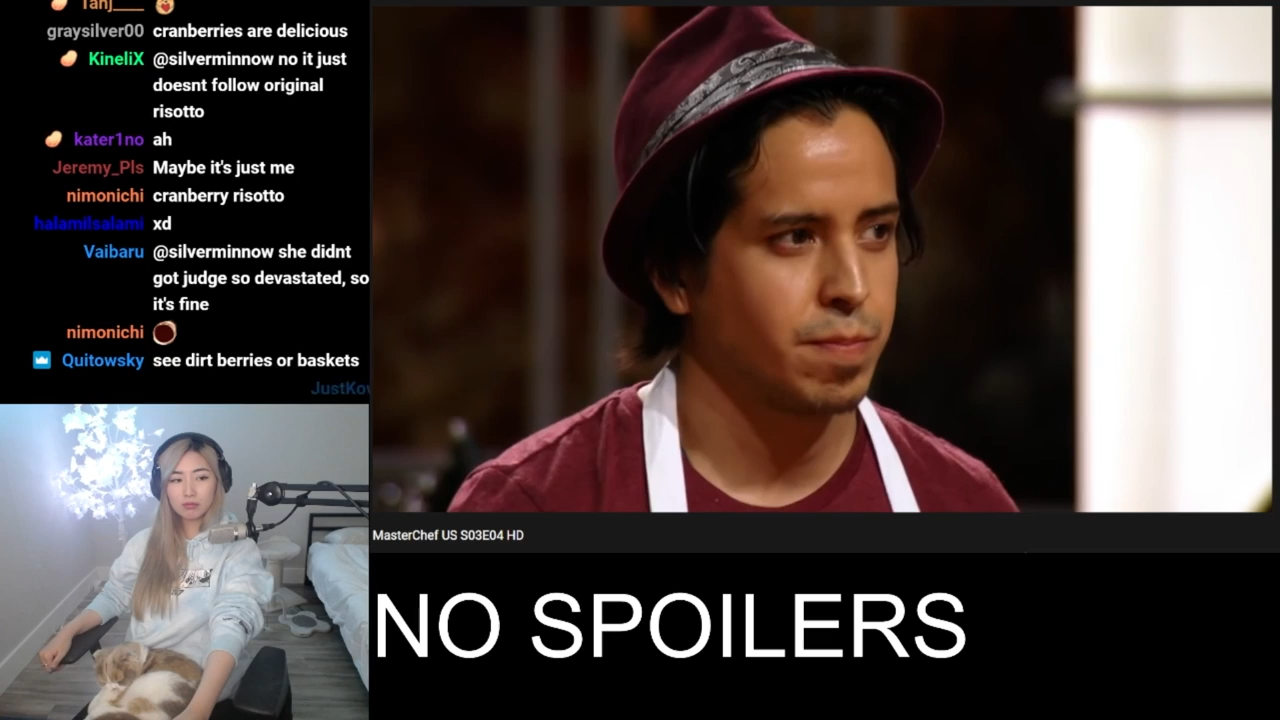 Tanj____
graysilver00 cranberries are delicious
KineliX @silverminnow no it just
doesnt follow original
risotto
kater1no ah
Jeremy_Pls Maybe it's just me
nimonichi cranberry risotto
halamilsalami xd
Vaibaru @silverminnow she didnt
got judge so devastated, so
it's fine
nimonichi
Quitowsky see dirt berries or baskets
MasterChef US S03E04 HD
NO SPOILERS